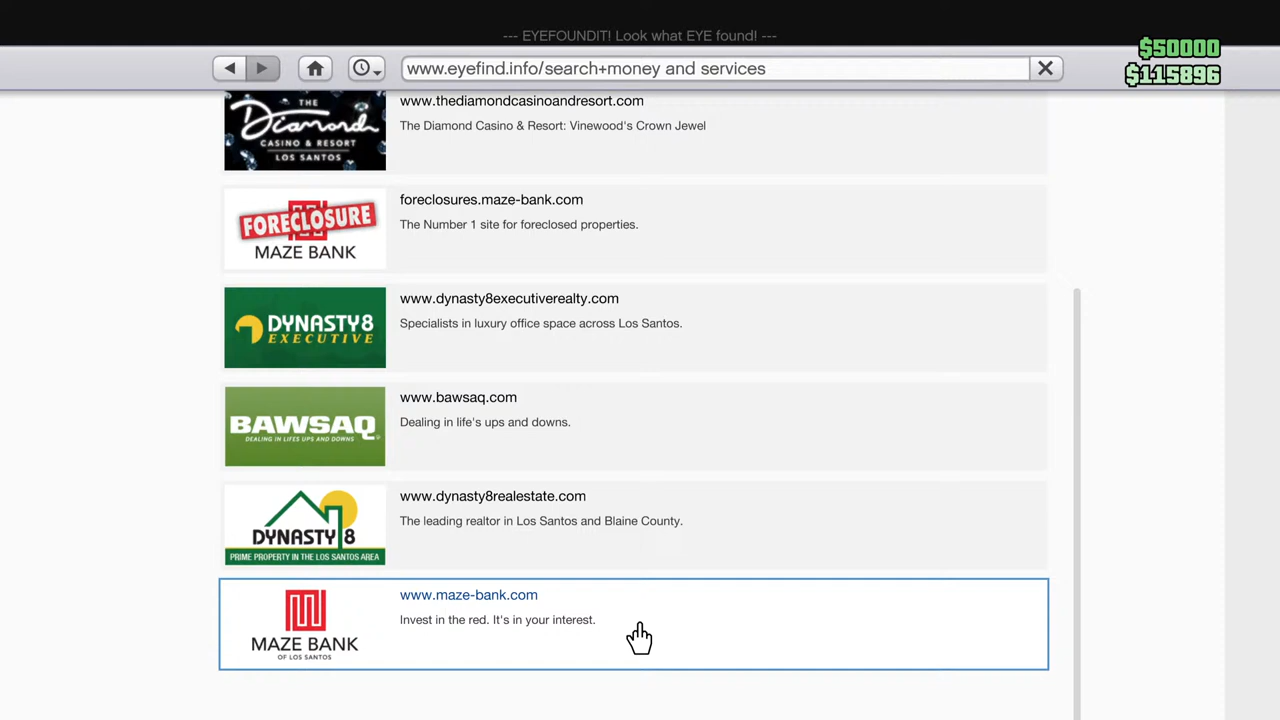 --- EYEFOUNDIT! Look what EYE found! ---
www.eyefind.info/search+money and services
$50000
$115896
THE
Diamond
CASINO & RESORT
LOS SANTOS
www.thediamondcasinoandresort.com
The Diamond Casino & Resort: Vinewood's Crown Jewel
FORECLOSURE
MAZE BANK
foreclosures.maze-bank.com
The Number 1 site for foreclosed properties.
DYNASTY8
EXECUTIVE
www.dynasty8executiverealty.com
Specialists in luxury office space across Los Santos.
BAWSAQ
DEALING IN LIFES UPS AND DOWNS
www.bawsaq.com
Dealing in life's ups and downs.
DYNASTY 8
PRIME PROPERTY IN THE LOS SANTOS AREA
www.dynasty8realestate.com
The leading realtor in Los Santos and Blaine County.
MAZE BANK
OF LOS SANTOS
www.maze-bank.com
Invest in the red. It's in your interest.